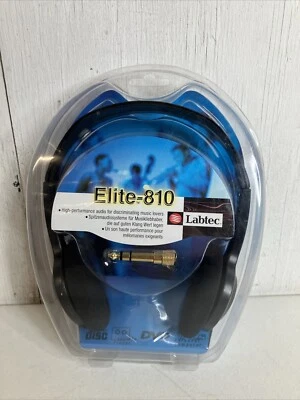 Elite-810
• High-performance audio for discriminating music lovers
• Spitzenaudiosysteme für Musikliebhaber,
die auf guten Klang Wert legen
• Un son haute performance pour
mélomanes exigeants
Labtec.
DISC